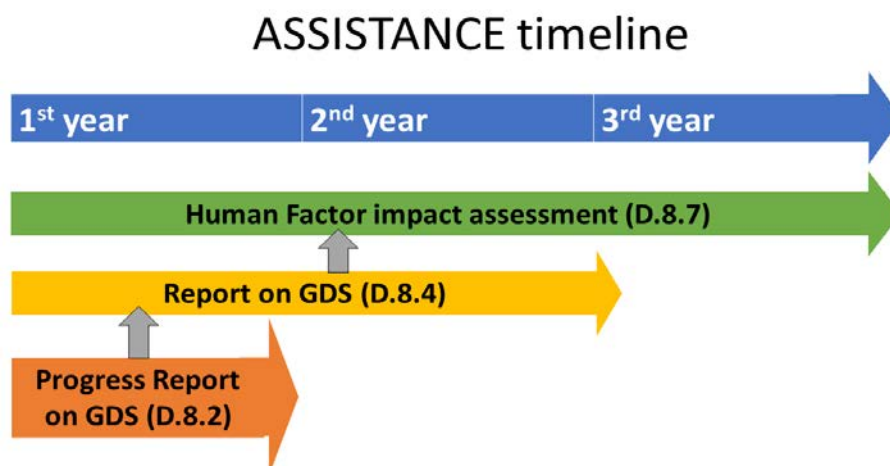 ASSISTANCE timeline
1st year 2nd year 3rd year
Human Factor impact assessment (D.8.7)
Report on GDS (D.8.4)
Progress Report
on GDS (D.8.2)